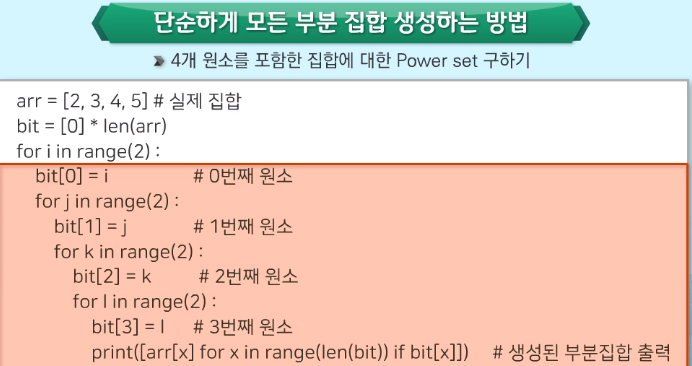 단순하게 모든 부분 집합 생성하는 방법
4개 원소를 포함한 집합에 대한 Power set 구하기
arr = [2, 3, 4, 5] # 실제 집합
bit = [0] * len(arr)
for i in range(2) :
bit[0] = i # 0번째 원소
for j in range(2) :
bit[1] = j # 1번째 원소
for k in range(2) :
bit[2] = k # 2번째 원소
for l in range(2) :
bit[3] = l # 3번째 원소
print([arr[x] for x in range(len(bit)) if bit[x]]) # 생성된 부분집합 출력